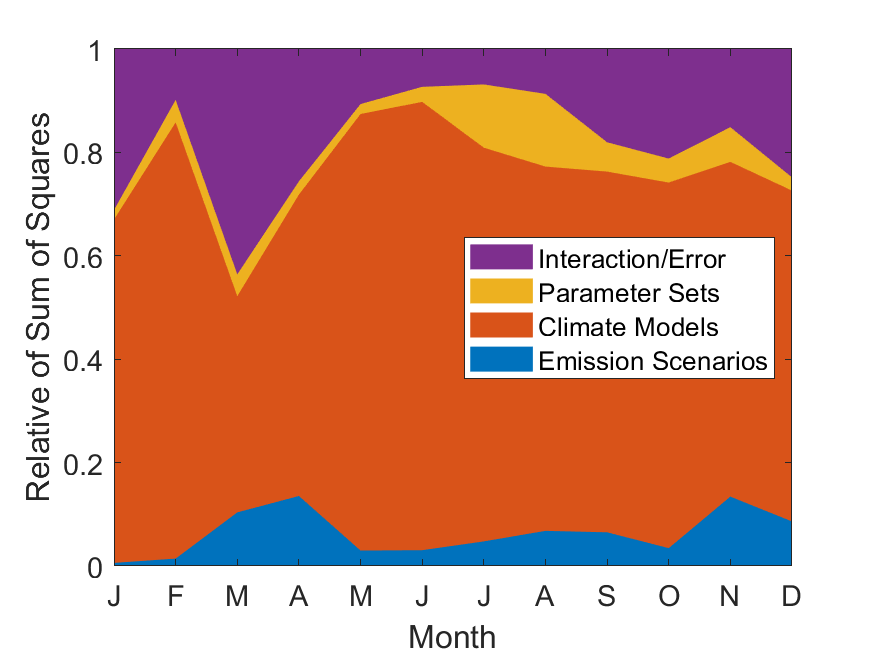 Relative of Sum of Squares
1
0.8
0.6
0.4
0.2
0
Interaction/Error
Parameter Sets
Climate Models
Emission Scenarios
J F M A M J J A S O N D
Month